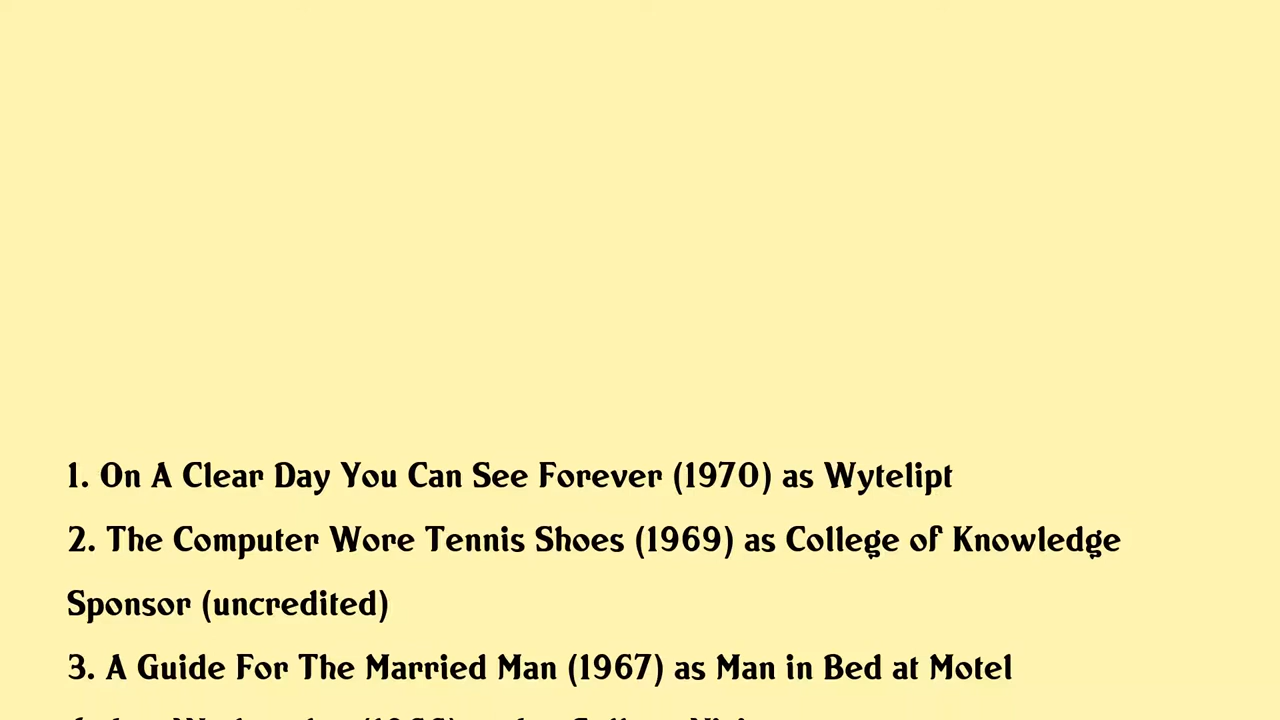 1. On A Clear Day You Can See Forever (1970) as Wytelipt
2. The Computer Wore Tennis Shoes (1969) as College of Knowledge
Sponsor (uncredited)
3. A Guide For The Married Man (1967) as Man in Bed at Motel